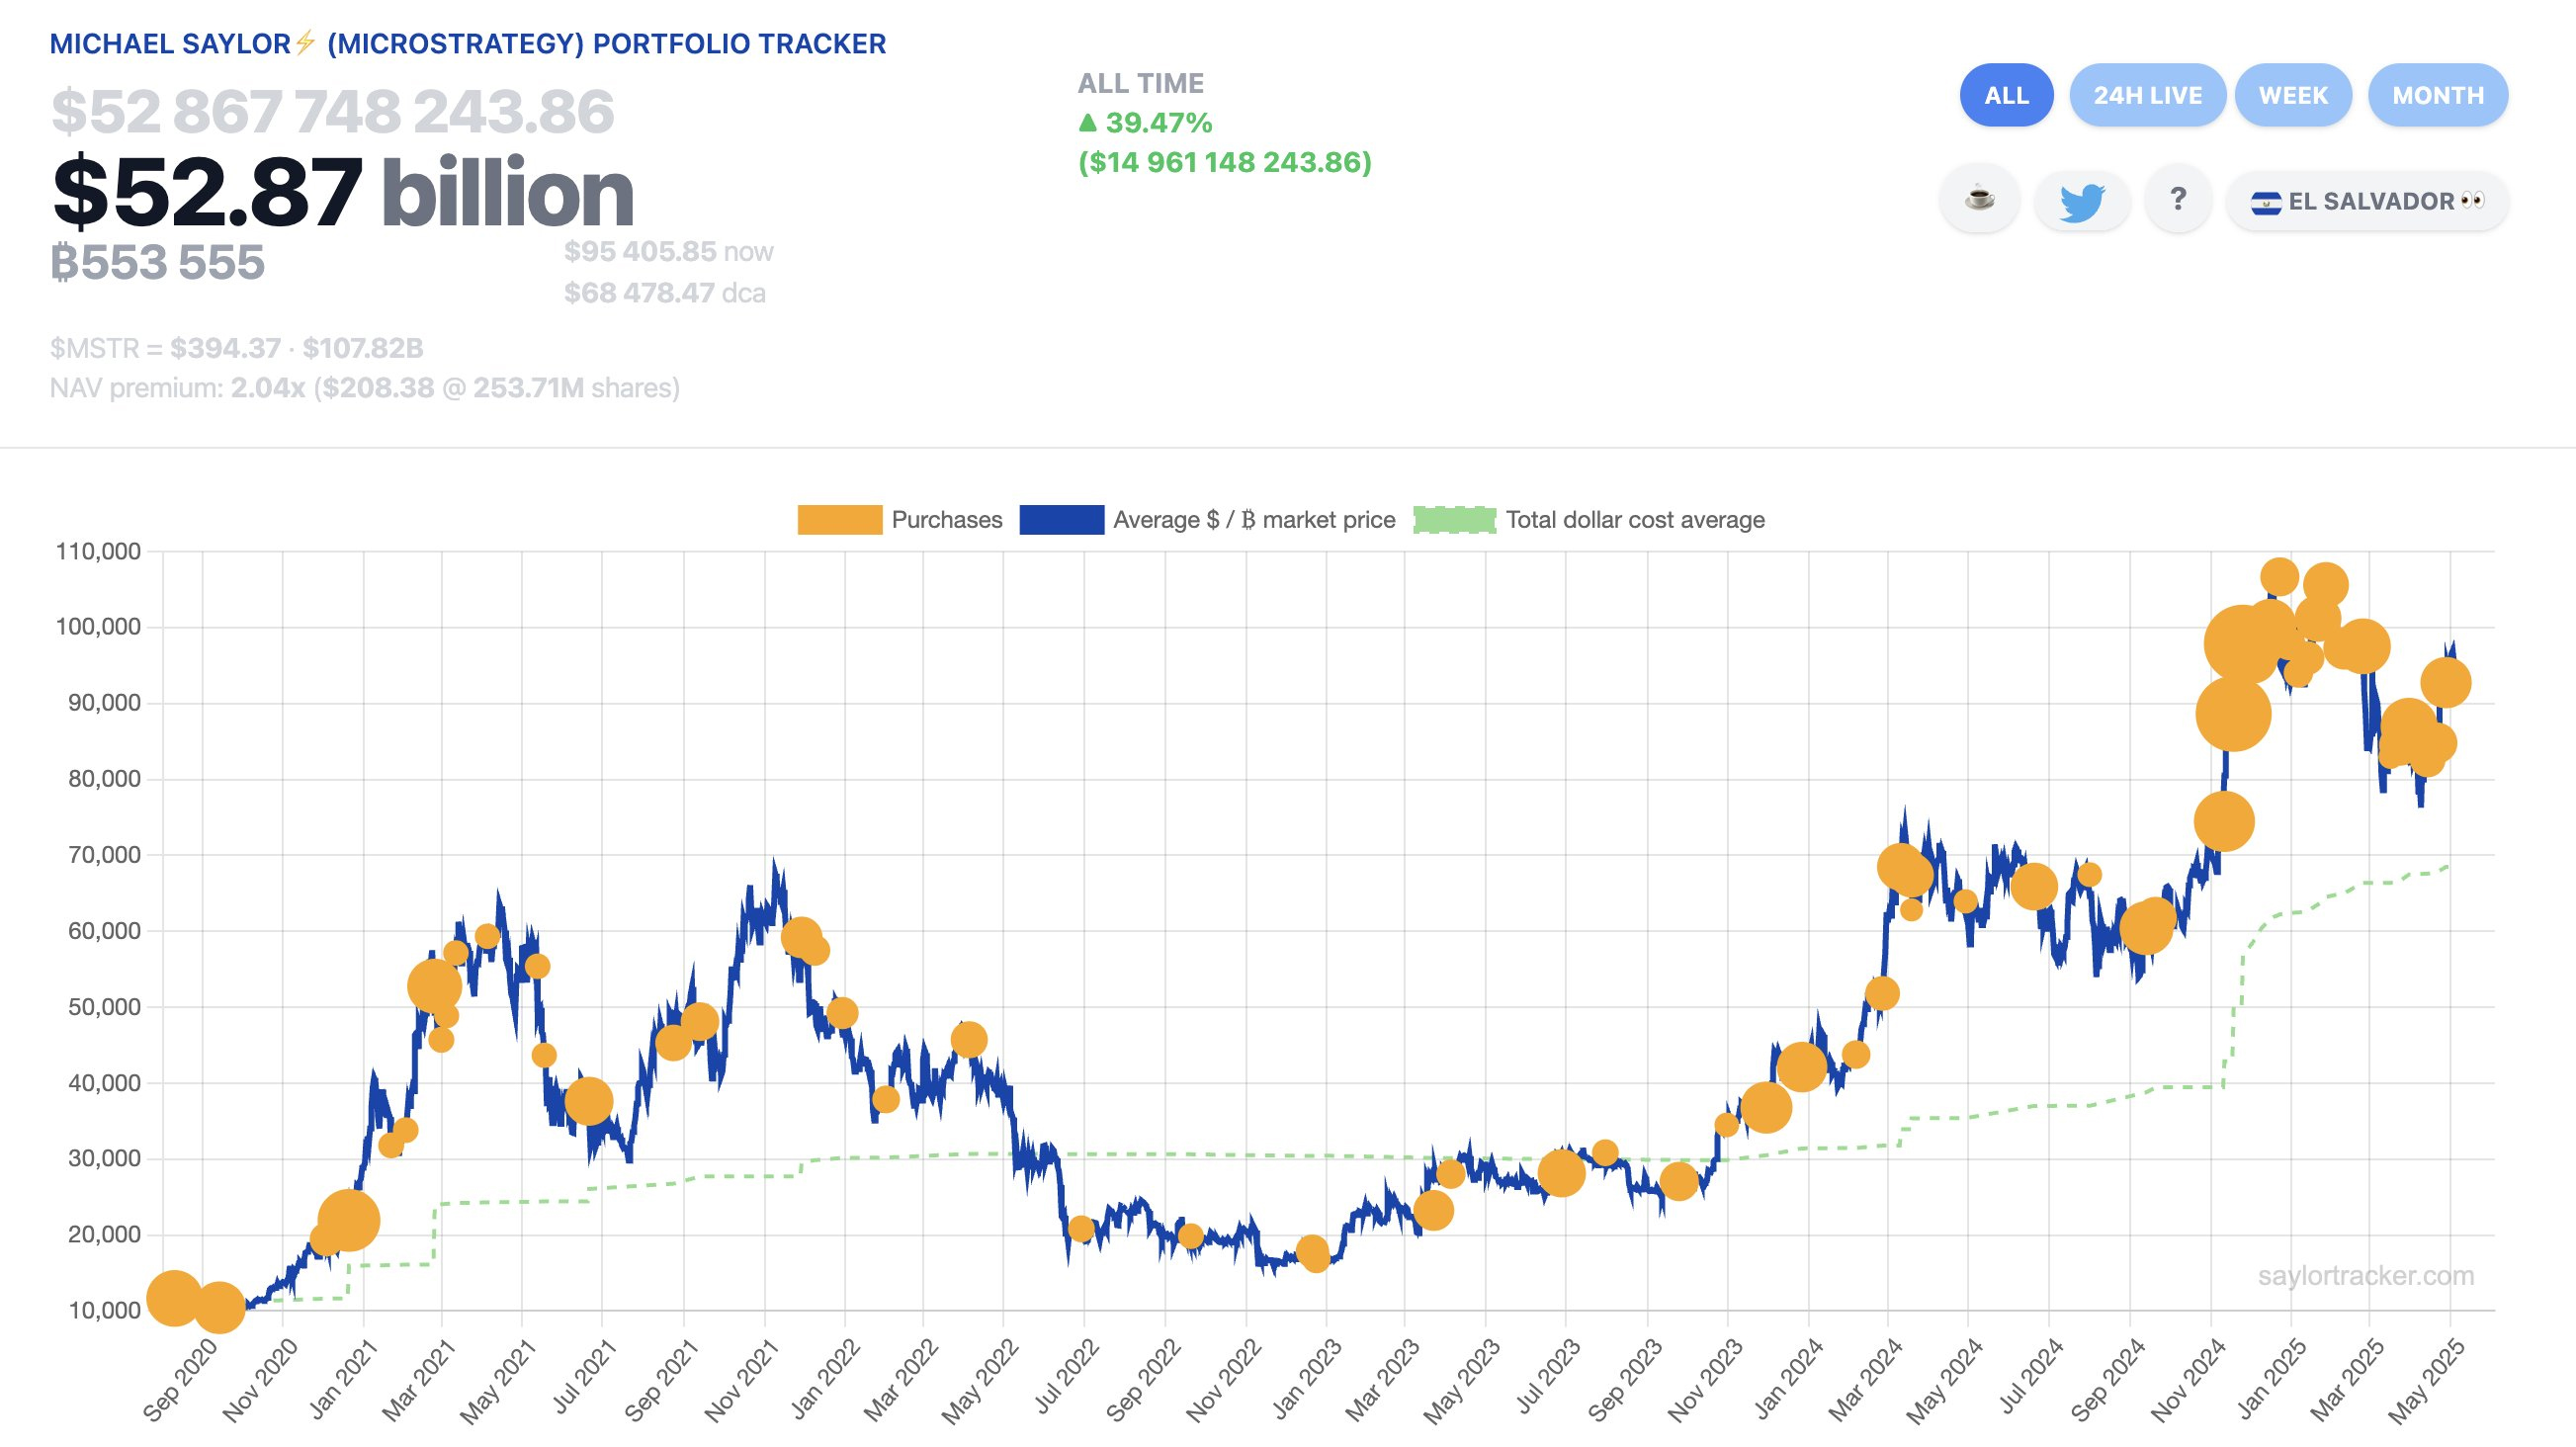 MICHAEL SAYLOR⚡ (MICROSTRATEGY) PORTFOLIO TRACKER
$52 867 748 243.86
$52.87 billion
₿553 555
$95 405.85 now
$68 478.47 dca
$MSTR = $394.37 · $107.82B
NAV premium: 2.04x ($208.38 @ 253.71M shares)
ALL TIME
▲ 39.47%
($14 961 148 243.86)
ALL
24H LIVE
WEEK
MONTH
?
EL SALVADOR 👀
Purchases
Average $ / ₿ market price
Total dollar cost average
110,000
100,000
90,000
80,000
70,000
60,000
50,000
40,000
30,000
20,000
10,000
saylortracker.com
Sep 2020
Nov 2020
Jan 2021
Mar 2021
May 2021
Jul 2021
Sep 2021
Nov 2021
Jan 2022
Mar 2022
May 2022
Jul 2022
Sep 2022
Nov 2022
Jan 2023
Mar 2023
May 2023
Jul 2023
Sep 2023
Nov 2023
Jan 2024
Mar 2024
May 2024
Jul 2024
Sep 2024
Nov 2024
Jan 2025
Mar 2025
May 2025